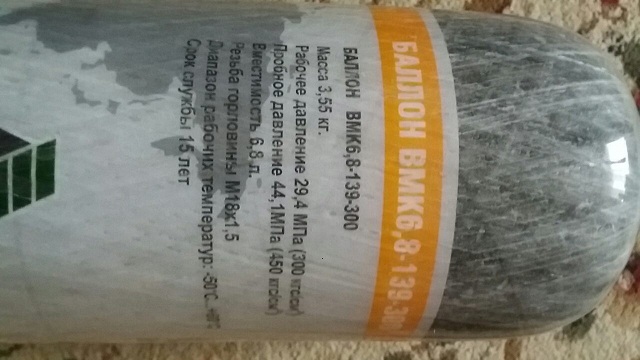 БАЛЛОН ВМК6,8-139-300
БАЛЛОН ВМК6,8-139-300
Масса 3,55 кг.
Рабочее давление 29,4 МПа (300 кгс/см²)
Пробное давление 44,1МПа (450 кгс/см²)
Вместимость 6,8 л.
Резьба горловины М18х1,5
Диапазон рабочих температур: -50°С..
Срок службы 15 лет